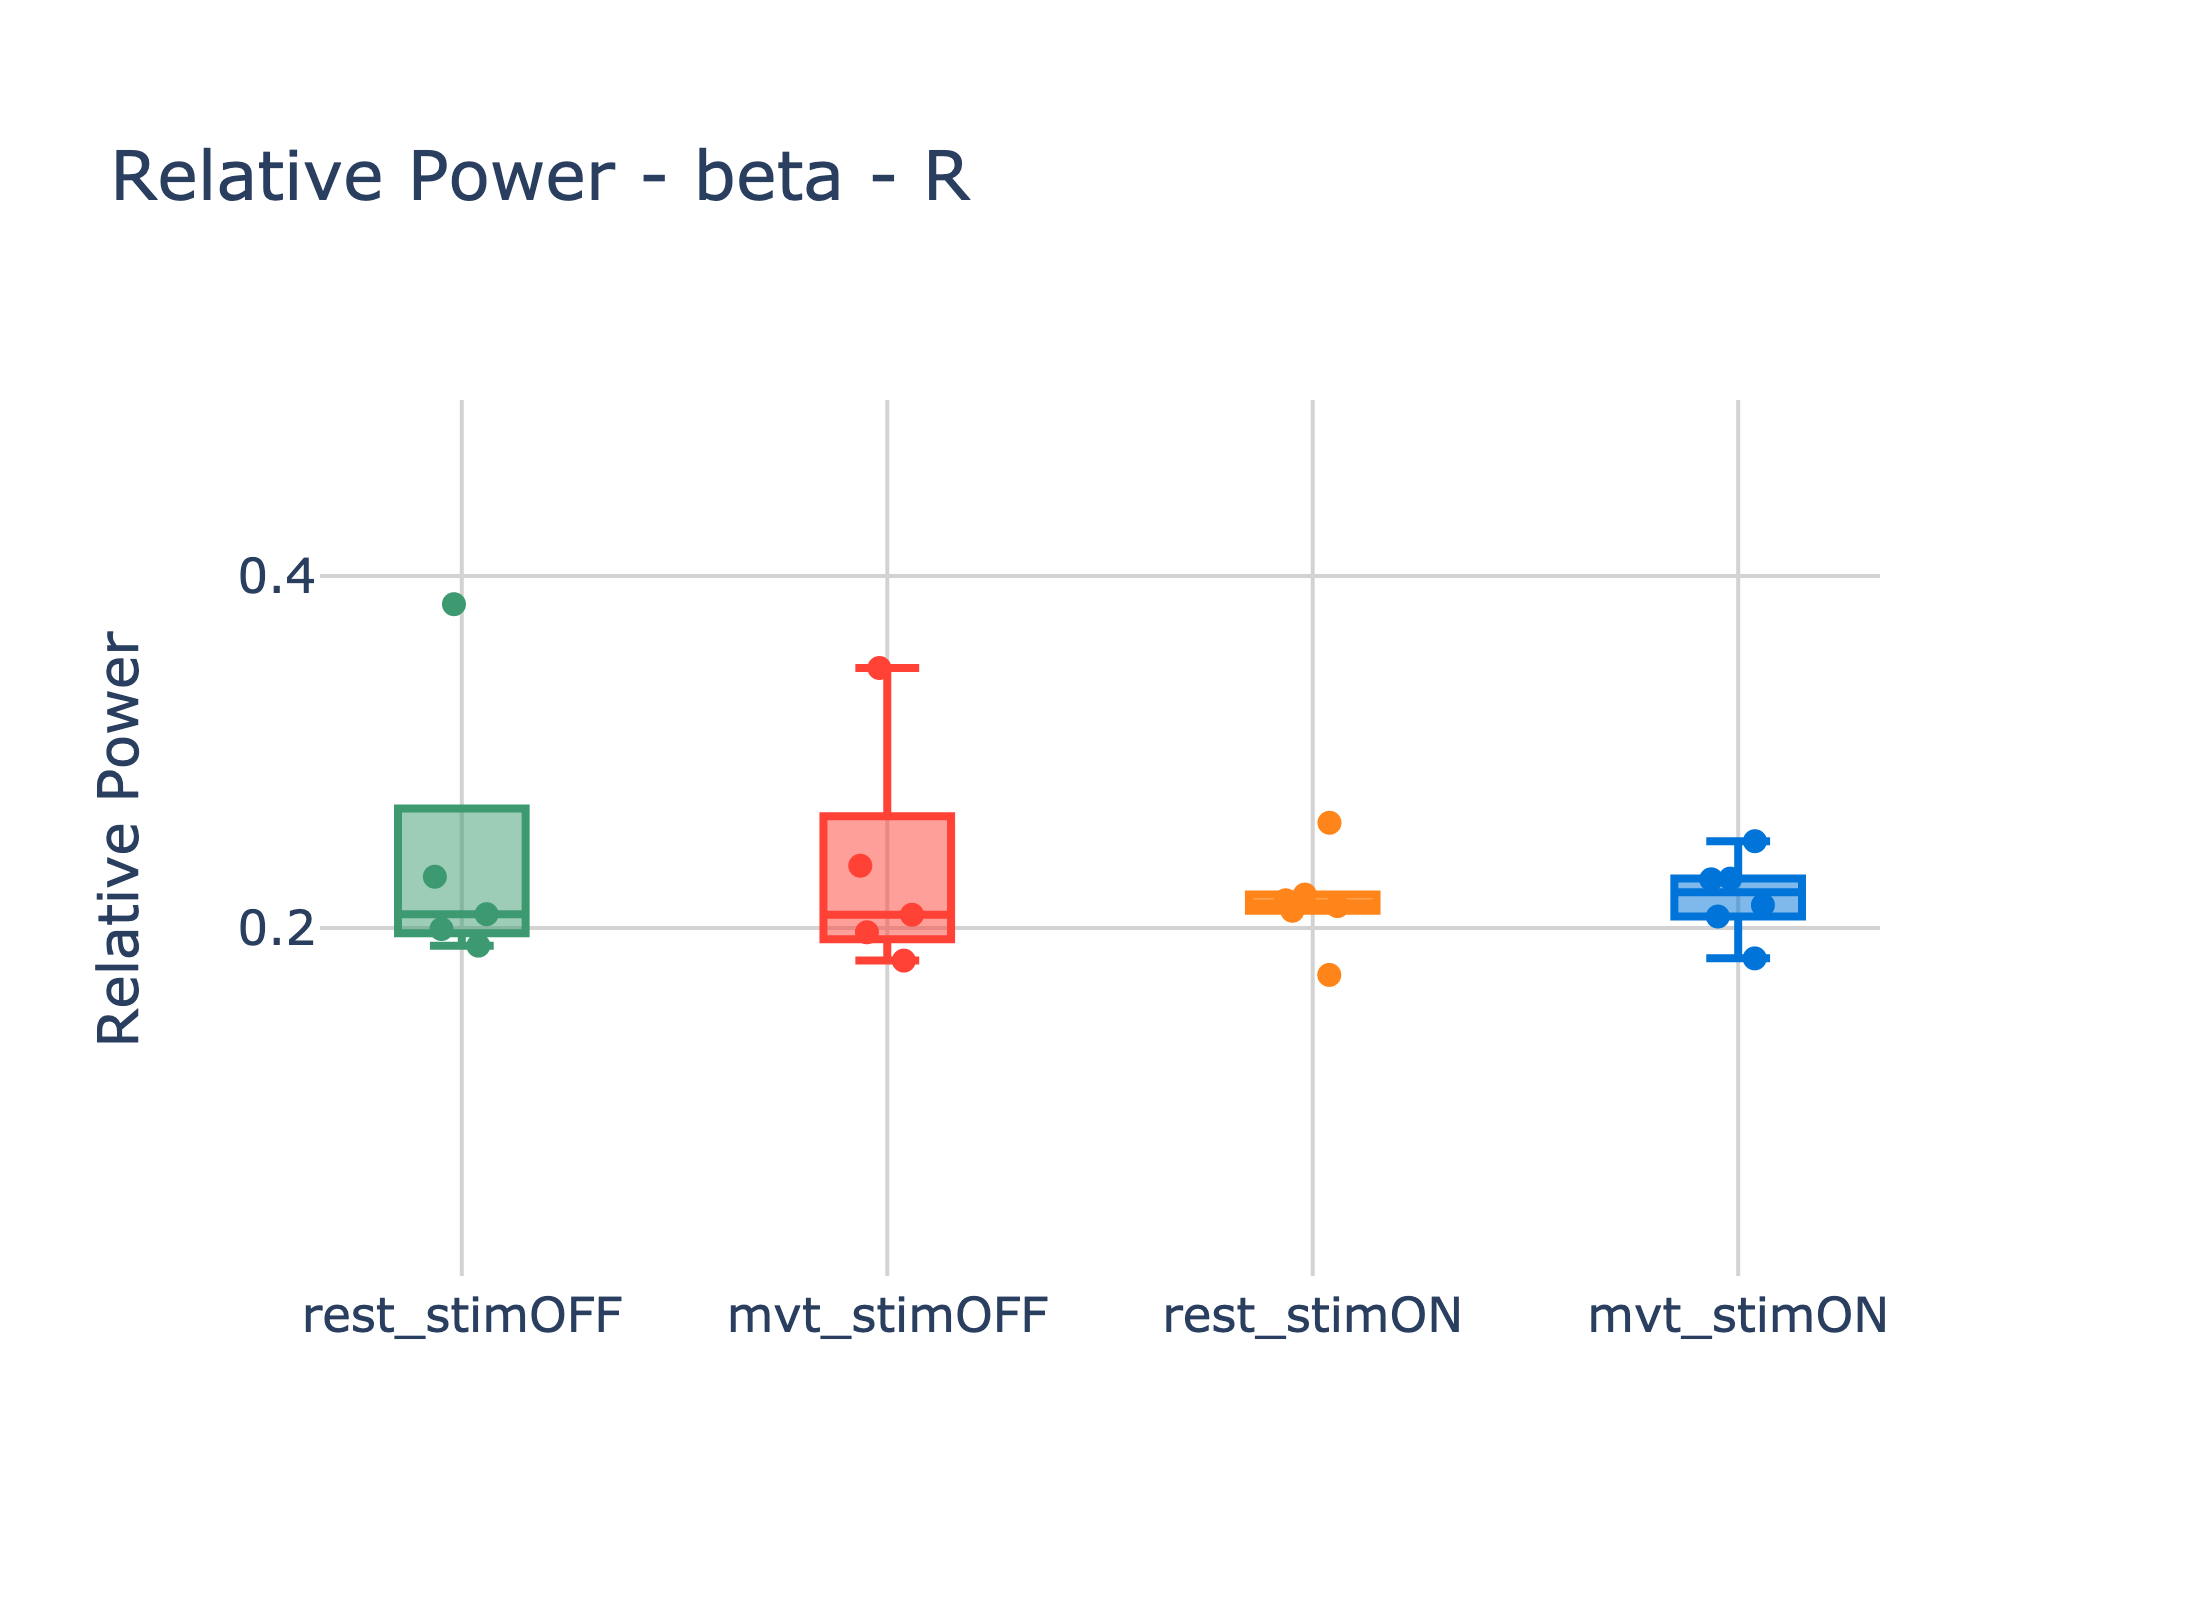 Relative Power - beta - R
Relative Power
0.4
0.2
rest_stimOFF
mvt_stimOFF
rest_stimON
mvt_stimON